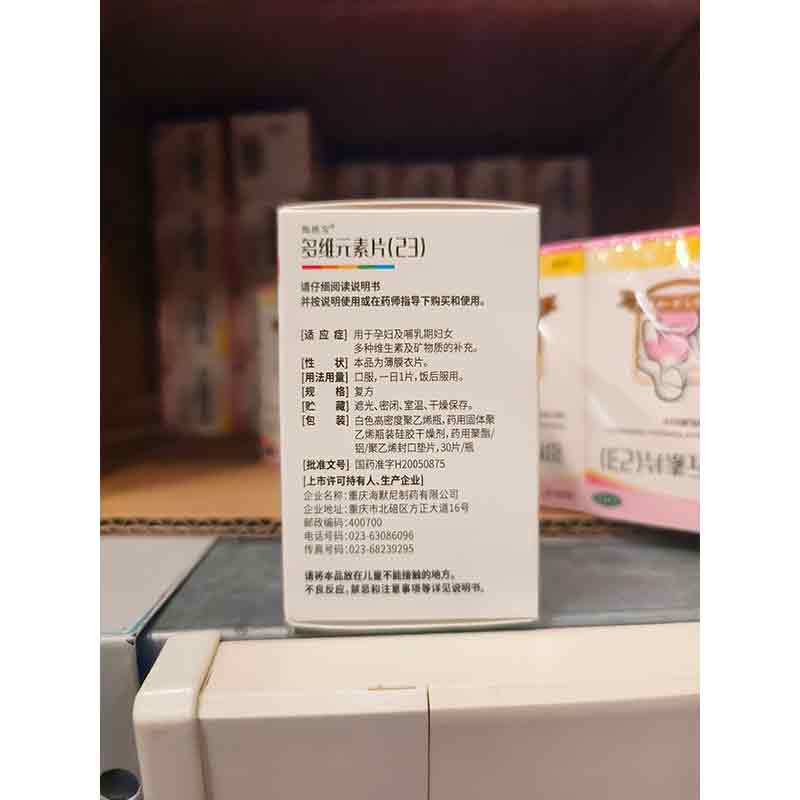 多维元素片(23)
请仔细阅读说明书
并按说明使用或在药师指导下购买和使用。
[适 应 症] 用于孕妇及哺乳期妇女
多种维生素及矿物质的补充。
[性 状] 本品为薄膜衣片。
[用法用量] 口服,一日1片,饭后服用。
[规 格] 复方
[贮 藏] 遮光、密闭、室温、干燥保存。
[包 装] 白色高密度聚乙烯瓶,药用固体聚
乙烯瓶装硅胶干燥剂,药用聚酯/
铝/聚乙烯封口垫片,30片/瓶
[批准文号] 国药准字H20050875
[上市许可持有人、生产企业]
企业名称:重庆海默尼制药有限公司
企业地址:重庆市北碚区方正大道16号
邮政编码:400700
电话号码:023-63086096
传真号码:023-68239295
请将本品放在儿童不能接触的地方。
不良反应、禁忌和注意事项等详见说明书。
素片(23)